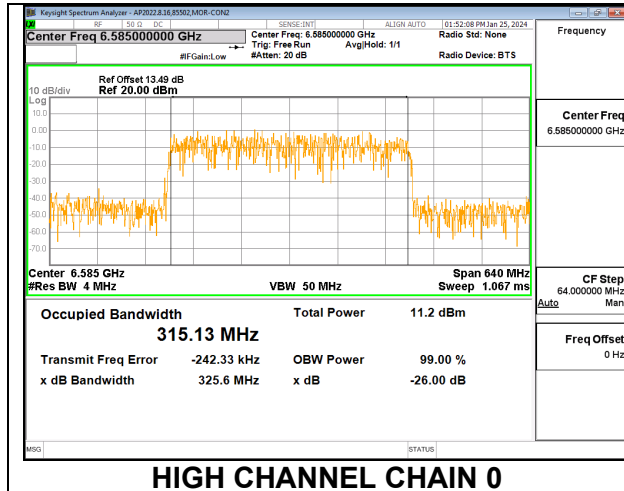 Keysight Spectrum Analyzer - AP2022.8.16,85502,MOR-CON2
RF 50 Ω DC SENSE:INT ALIGN AUTO 01:52:08 PM Jan 25, 2024
Center Freq 6.585000000 GHz
Center Freq: 6.585000000 GHz
Radio Std: None
Trig: Free Run Avg|Hold: 1/1
#IFGain:Low #Atten: 20 dB Radio Device: BTS
Frequency
Ref Offset 13.49 dB
10 dB/div Ref 20.00 dBm
Log
10.0
0.00
-10.0
-20.0
-30.0
-40.0
-50.0
-60.0
-70.0
Center 6.585 GHz Span 640 MHz
#Res BW 4 MHz VBW 50 MHz Sweep 1.067 ms
Occupied Bandwidth Total Power 11.2 dBm
315.13 MHz
Transmit Freq Error -242.33 kHz OBW Power 99.00 %
x dB Bandwidth 325.6 MHz x dB -26.00 dB
Center Freq
6.585000000 GHz
CF Step
64.000000 MHz
Auto Man
Freq Offset
0 Hz
MSG STATUS
HIGH CHANNEL CHAIN 0